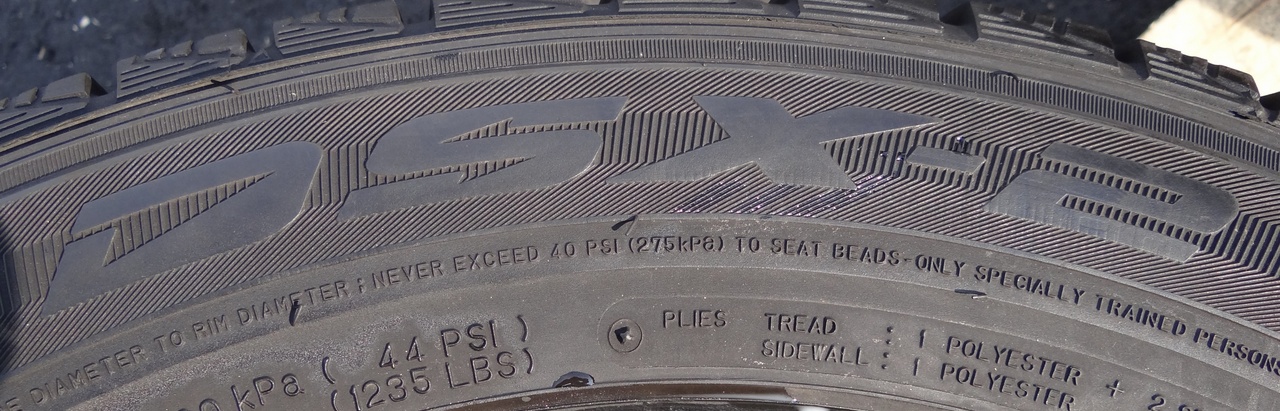 DSX-2
DIAMETER TO RIM DIAMETER; NEVER EXCEED 40 PSI (275kPa) TO SEAT BEADS-ONLY SPECIALLY TRAINED PERSONS
kPa ( 44 PSI )
(1235 LBS)
PLIES TREAD : 1 POLYESTER + 2
SIDEWALL : 1 POLYESTER